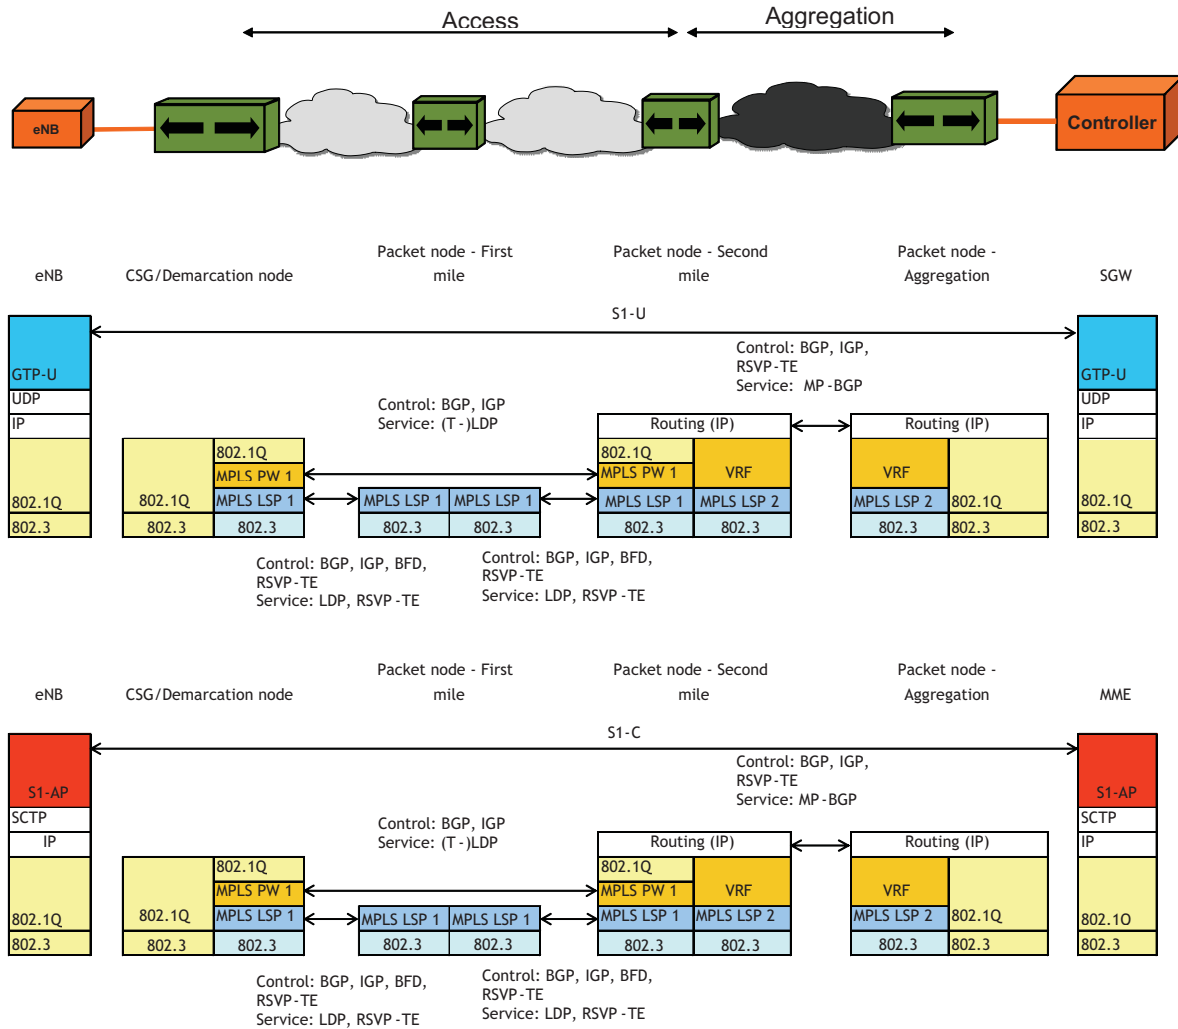 Access
Aggregation
eNB
Controller
Packet node - First
mile
Packet node - Second
mile
Packet node -
Aggregation
eNB
CSG/Demarcation node
SGW
S1-U
Control: BGP, IGP,
RSVP-TE
Service: MP-BGP
GTP-U
GTP-U
UDP
UDP
Control: BGP, IGP
Service: (T-)LDP
IP
Routing (IP)
Routing (IP)
IP
802.1Q
802.1Q
MPLS PW 1
MPLS PW 1
VRF
VRF
802.1Q
802.1Q
MPLS LSP 1
MPLS LSP 1
MPLS LSP 1
MPLS LSP 1
MPLS LSP 2
MPLS LSP 2
802.1Q
802.1Q
802.3
802.3
802.3
802.3
802.3
802.3
802.3
802.3
802.3
802.3
Control: BGP, IGP, BFD,
RSVP-TE
Service: LDP, RSVP-TE
Control: BGP, IGP, BFD,
RSVP-TE
Service: LDP, RSVP-TE
Packet node - First
mile
Packet node - Second
mile
Packet node -
Aggregation
eNB
CSG/Demarcation node
MME
S1-C
Control: BGP, IGP,
RSVP-TE
Service: MP-BGP
S1-AP
S1-AP
SCTP
SCTP
Control: BGP, IGP
Service: (T-)LDP
IP
Routing (IP)
Routing (IP)
IP
802.1Q
802.1Q
MPLS PW 1
MPLS PW 1
VRF
VRF
802.1Q
802.1Q
MPLS LSP 1
MPLS LSP 1
MPLS LSP 1
MPLS LSP 1
MPLS LSP 2
MPLS LSP 2
802.1Q
802.1O
802.3
802.3
802.3
802.3
802.3
802.3
802.3
802.3
802.3
802.3
Control: BGP, IGP, BFD,
RSVP-TE
Service: LDP, RSVP-TE
Control: BGP, IGP, BFD,
RSVP-TE
Service: LDP, RSVP-TE